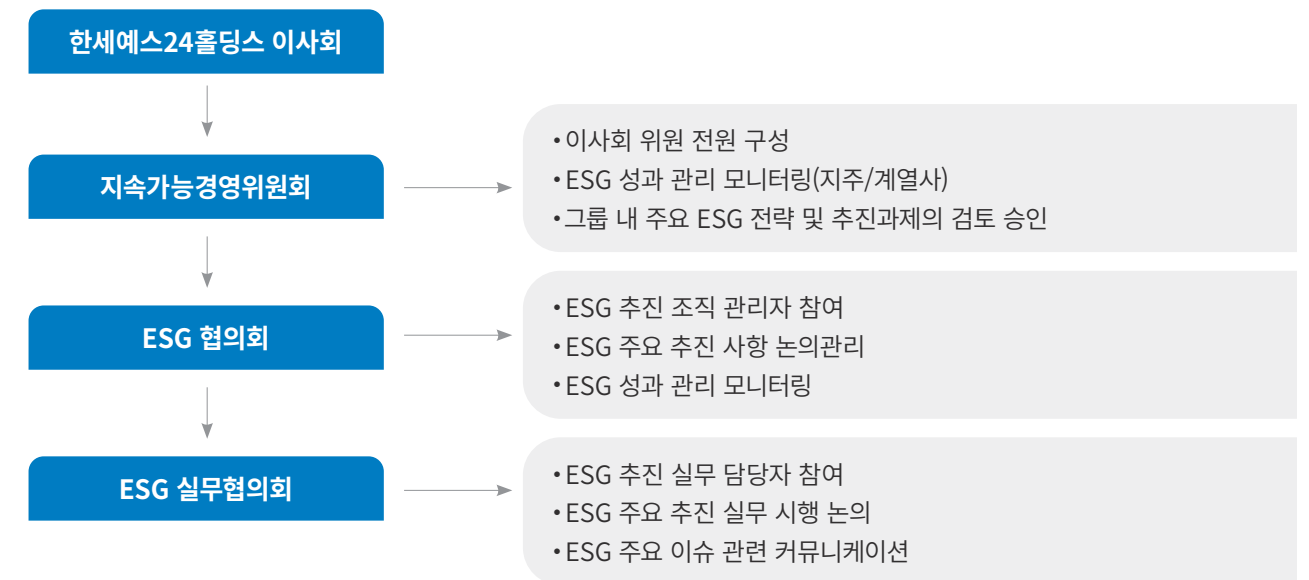 한세예스24홀딩스 이사회
지속가능경영위원회
•이사회 위원 전원 구성
•ESG 성과 관리 모니터링(지주/계열사)
•그룹 내 주요 ESG 전략 및 추진과제의 검토 승인
ESG 협의회
•ESG 추진 조직 관리자 참여
•ESG 주요 추진 사항 논의관리
•ESG 성과 관리 모니터링
ESG 실무협의회
•ESG 추진 실무 담당자 참여
•ESG 주요 추진 실무 시행 논의
•ESG 주요 이슈 관련 커뮤니케이션